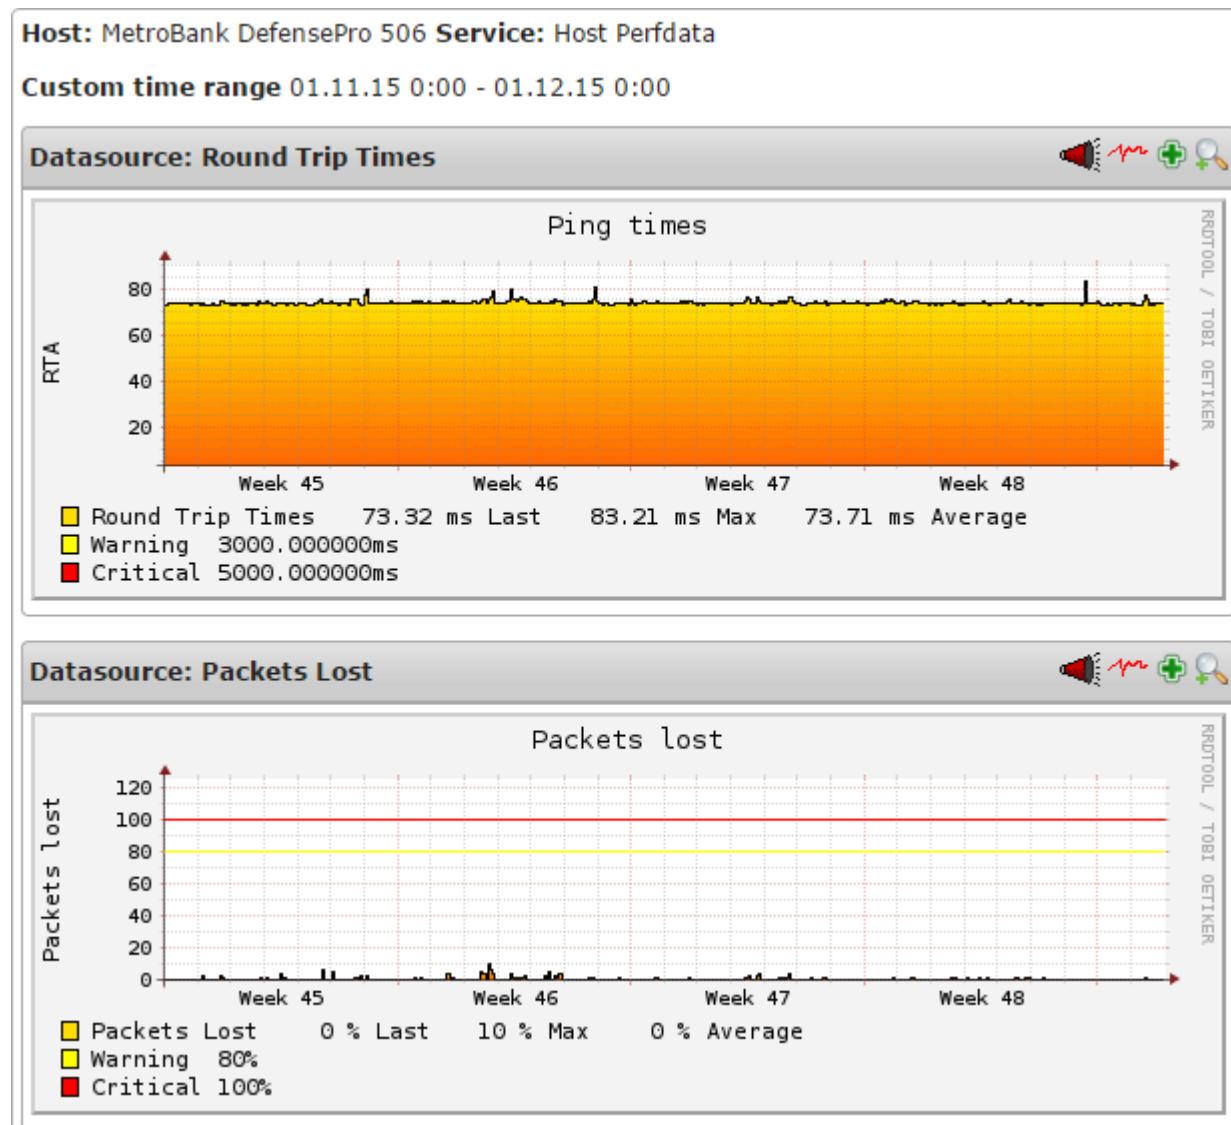 Host: MetroBank DefensePro 506 Service: Host Perfdata
Custom time range 01.11.15 0:00 - 01.12.15 0:00
Datasource: Round Trip Times
Ping times
RRDTOOL / TOBI OETIKER
RTA
80
60
40
20
Week 45 Week 46 Week 47 Week 48
Round Trip Times 73.32 ms Last 83.21 ms Max 73.71 ms Average
Warning 3000.000000ms
Critical 5000.000000ms
Datasource: Packets Lost
Packets lost
RRDTOOL / TOBI OETIKER
Packets lost
120
100
80
60
40
20
0
Week 45 Week 46 Week 47 Week 48
Packets Lost 0 % Last 10 % Max 0 % Average
Warning 80%
Critical 100%